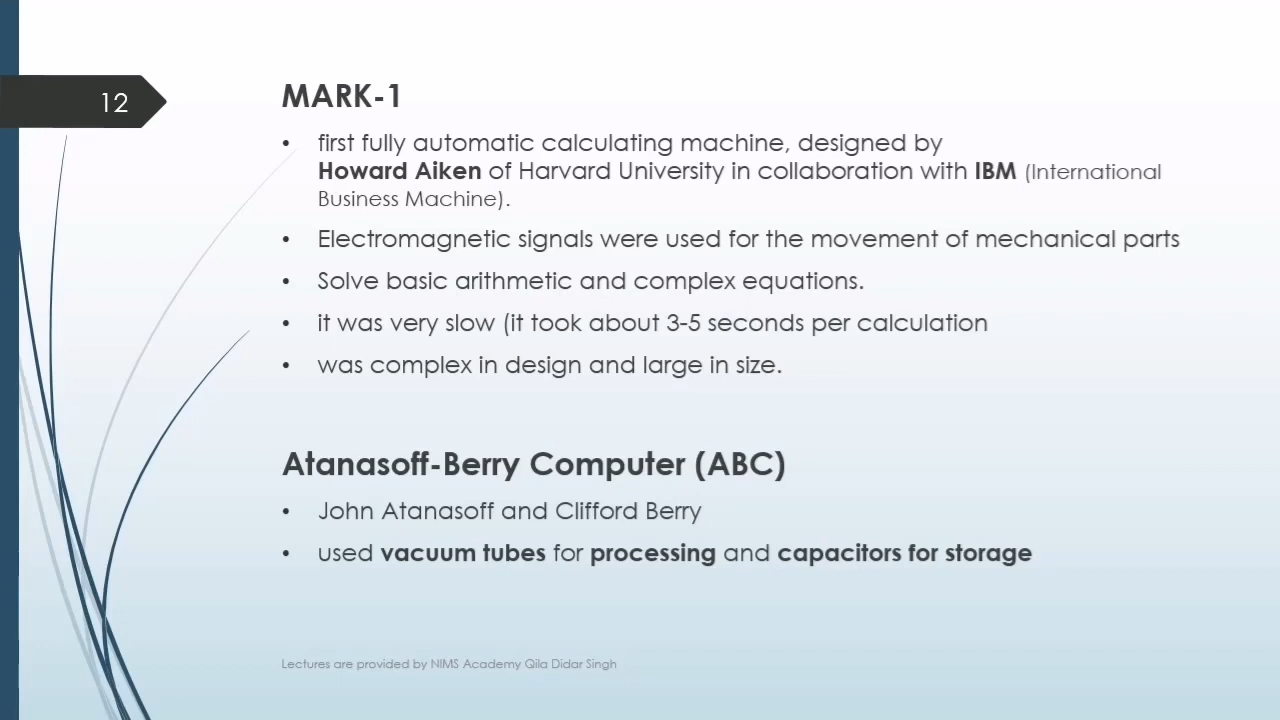 12
MARK-1
• first fully automatic calculating machine, designed by
Howard Aiken of Harvard University in collaboration with IBM (International
Business Machine).
• Electromagnetic signals were used for the movement of mechanical parts
• Solve basic arithmetic and complex equations.
• it was very slow (it took about 3-5 seconds per calculation
• was complex in design and large in size.
Atanasoff-Berry Computer (ABC)
• John Atanasoff and Clifford Berry
• used vacuum tubes for processing and capacitors for storage
Lectures are provided by NIMS Academy Qila Didar Singh